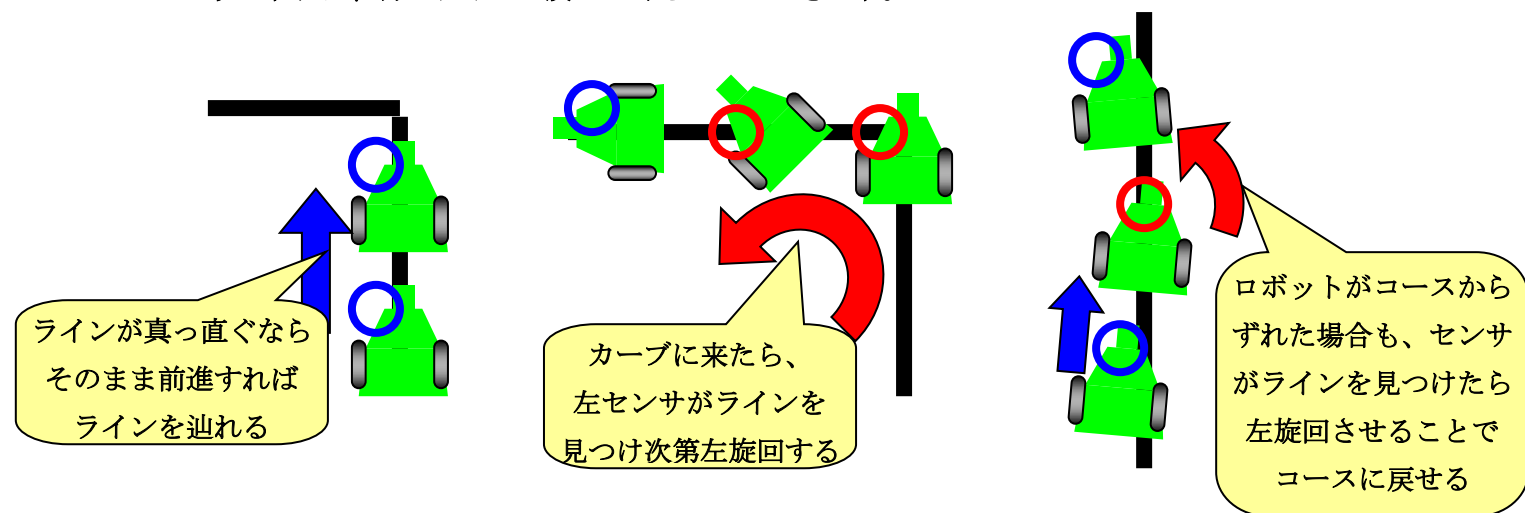 ラインが真っ直ぐなら
そのまま前進すれば
ラインを辿れる
カーブに来たら、
左センサがラインを
見つけ次第左旋回する
ロボットがコースから
ずれた場合も、センサ
がラインを見つけたら
左旋回させることで
コースに戻せる